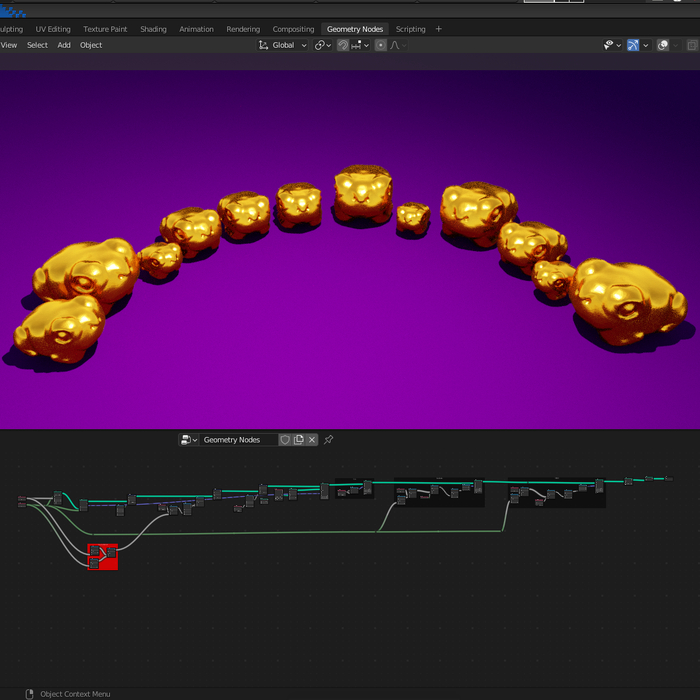 ulpting UV Editing Texture Paint Shading Animation Rendering Compositing Geometry Nodes Scripting +
View Select Add Object Global
Geometry Nodes
Object Context Menu